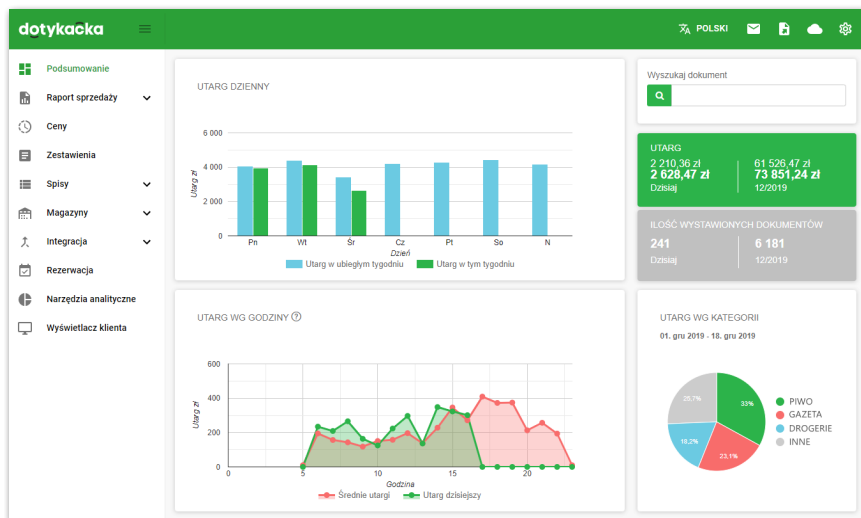 dotykačka
POLSKI
Podsumowanie
Raport sprzedaży
Ceny
Zestawienia
Spisy
Magazyny
Integracja
Rezerwacja
Narzędzia analityczne
Wyświetlacz klienta
UTARG DZIENNY
6 000
4 000
2 000
0
Utarg zł
Pn Wt Śr Cz Pt So N
Dzień
Utarg w ubiegłym tygodniu Utarg w tym tygodniu
Wyszukaj dokument
UTARG
2 210,36 zł 61 526,47 zł
2 628,47 zł 73 851,24 zł
Dzisiaj 12/2019
ILOŚĆ WYSTAWIONYCH DOKUMENTÓW
241 6 181
Dzisiaj 12/2019
UTARG WG GODZINY ?
600
400
200
0
Utarg zł
0 5 10 15 20
Godzina
Średnie utargi Utarg dzisiejszy
UTARG WG KATEGORII
01. gru 2019 - 18. gru 2019
25,7% 33%
18,2% 23,1%
PIWO
GAZETA
DROGERIE
INNE